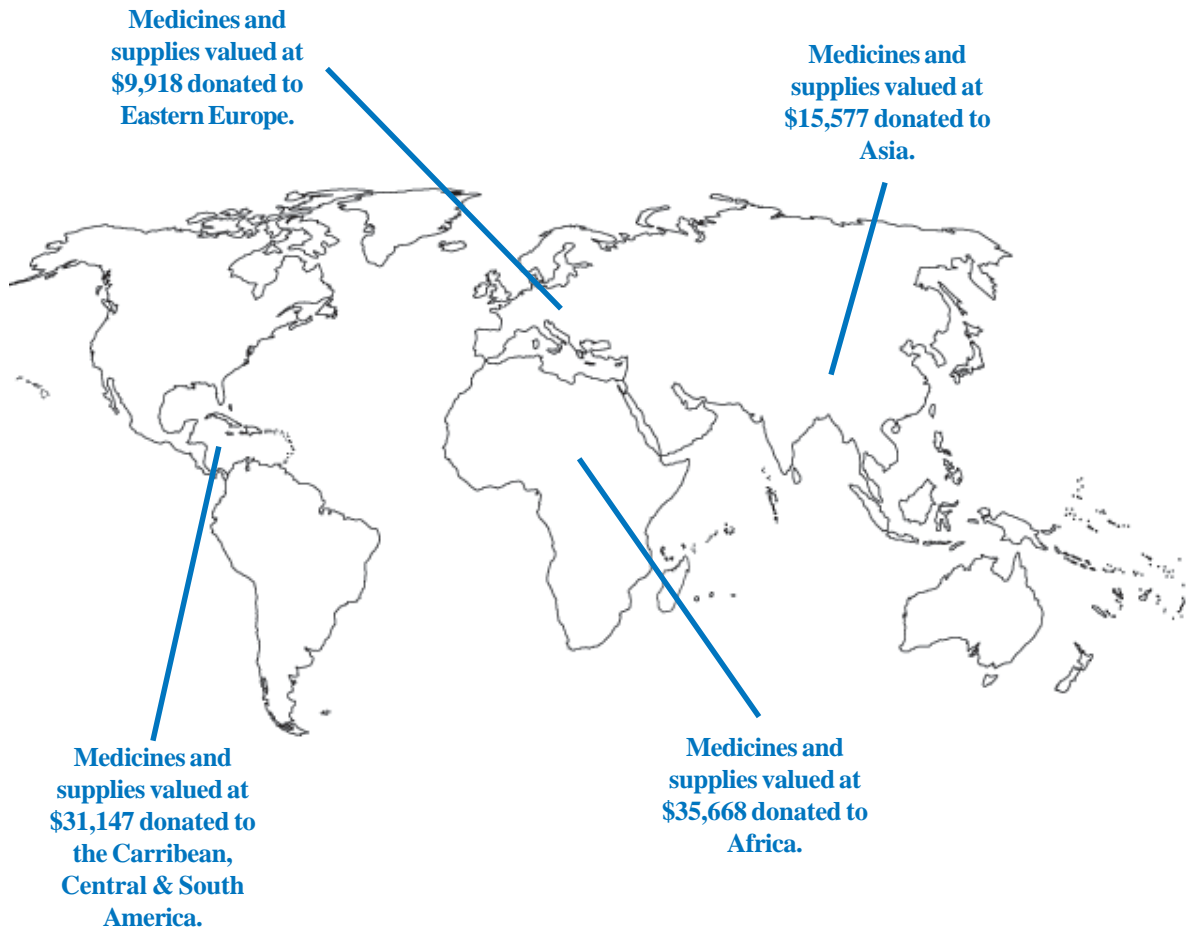 Medicines and
supplies valued at
$9,918 donated to
Eastern Europe.
Medicines and
supplies valued at
$15,577 donated to
Asia.
Medicines and
supplies valued at
$31,147 donated to
the Carribean,
Central & South
America.
Medicines and
supplies valued at
$35,668 donated to
Africa.